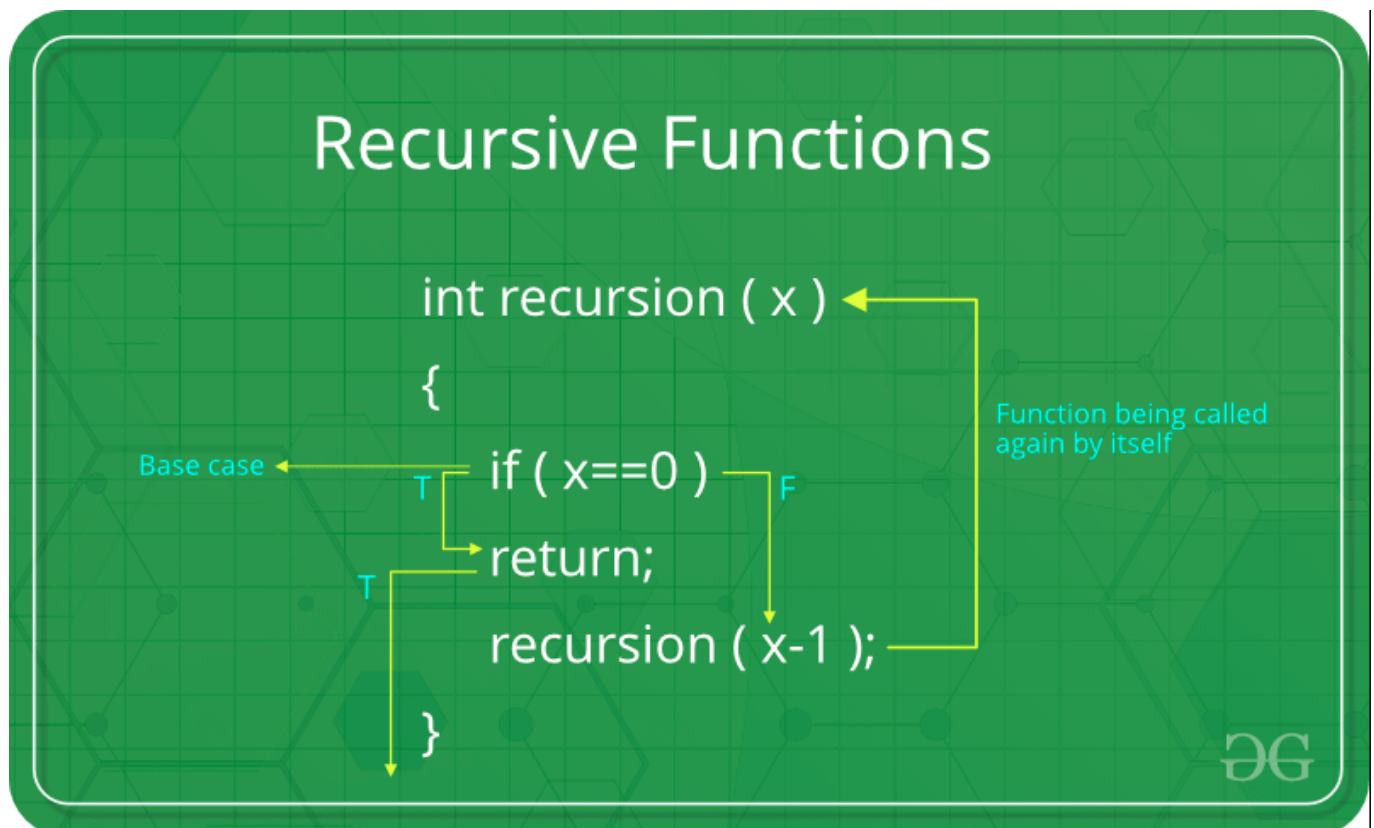 Recursive Functions
int recursion ( x )
{
Function being called
again by itself
Base case
if ( x==0 )
T
F
return;
T
recursion ( x-1 );
}
GG